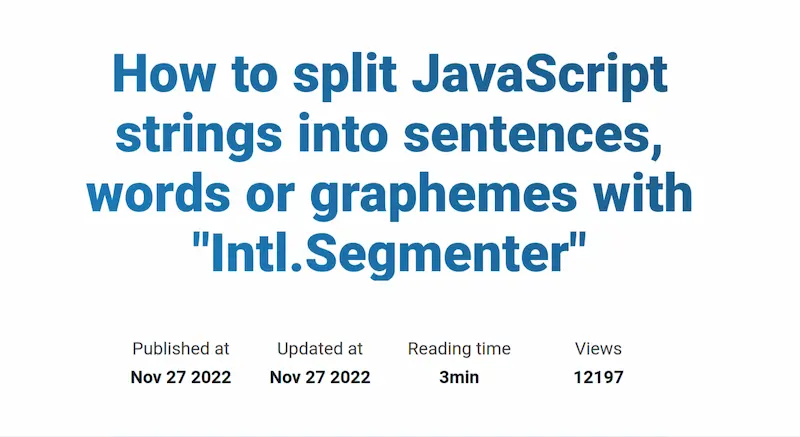 How to split JavaScript
strings into sentences,
words or graphemes with
"Intl.Segmenter"
Published at Updated at Reading time Views
Nov 27 2022 Nov 27 2022 3min 12197